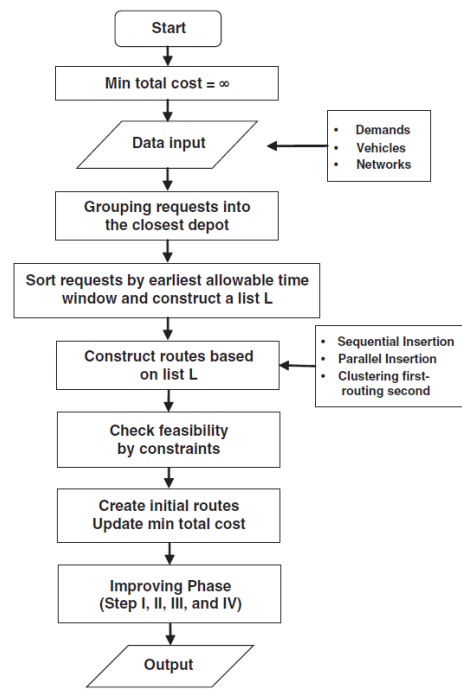 Start
Min total cost = ∞
Data input
• Demands
• Vehicles
• Networks
Grouping requests into
the closest depot
Sort requests by earliest allowable time
window and construct a list L
Construct routes based
on list L
• Sequential Insertion
• Parallel Insertion
• Clustering first-
routing second
Check feasibility
by constraints
Create initial routes
Update min total cost
Improving Phase
(Step I, II, III, and IV)
Output